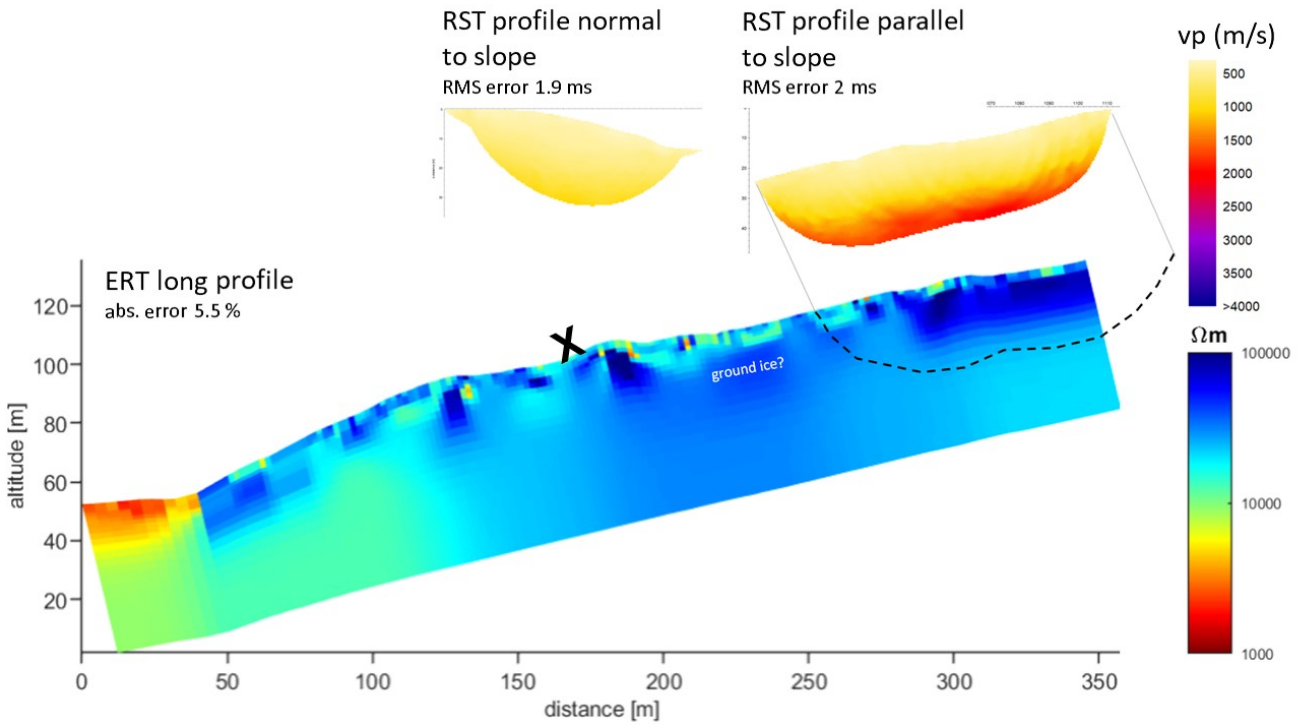 RST profile normal
to slope
RMS error 1.9 ms
RST profile parallel
to slope
RMS error 2 ms
vp (m/s)
500
1000
1500
2000
2500
3000
3500
>4000
ERT long profile
abs. error 5.5 %
X
ground ice?
Ωm
100000
10000
1000
altitude [m]
120
100
80
60
40
20
0
50
100
150
200
250
300
350
distance [m]